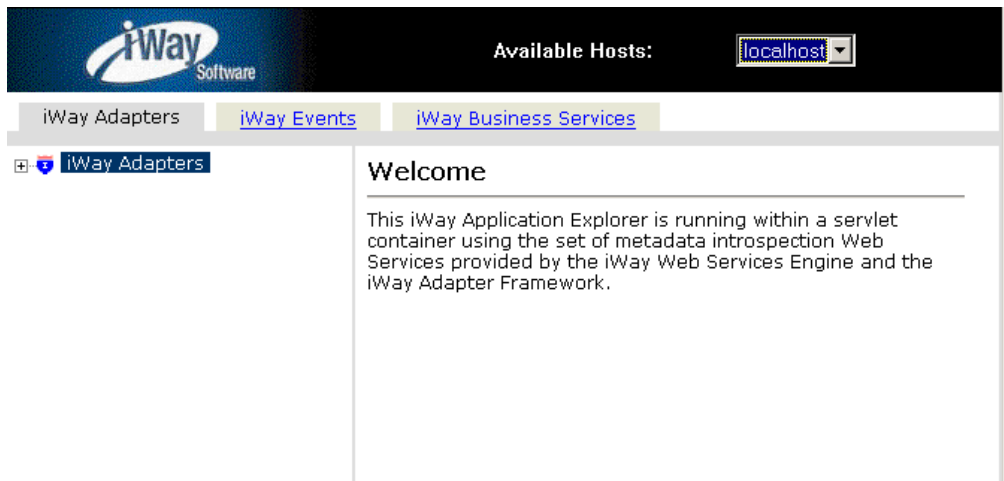 iWay
Software
Available Hosts:
localhost
iWay Adapters
iWay Events
iWay Business Services
iWay Adapters
Welcome
This iWay Application Explorer is running within a servlet
container using the set of metadata introspection Web
Services provided by the iWay Web Services Engine and the
iWay Adapter Framework.